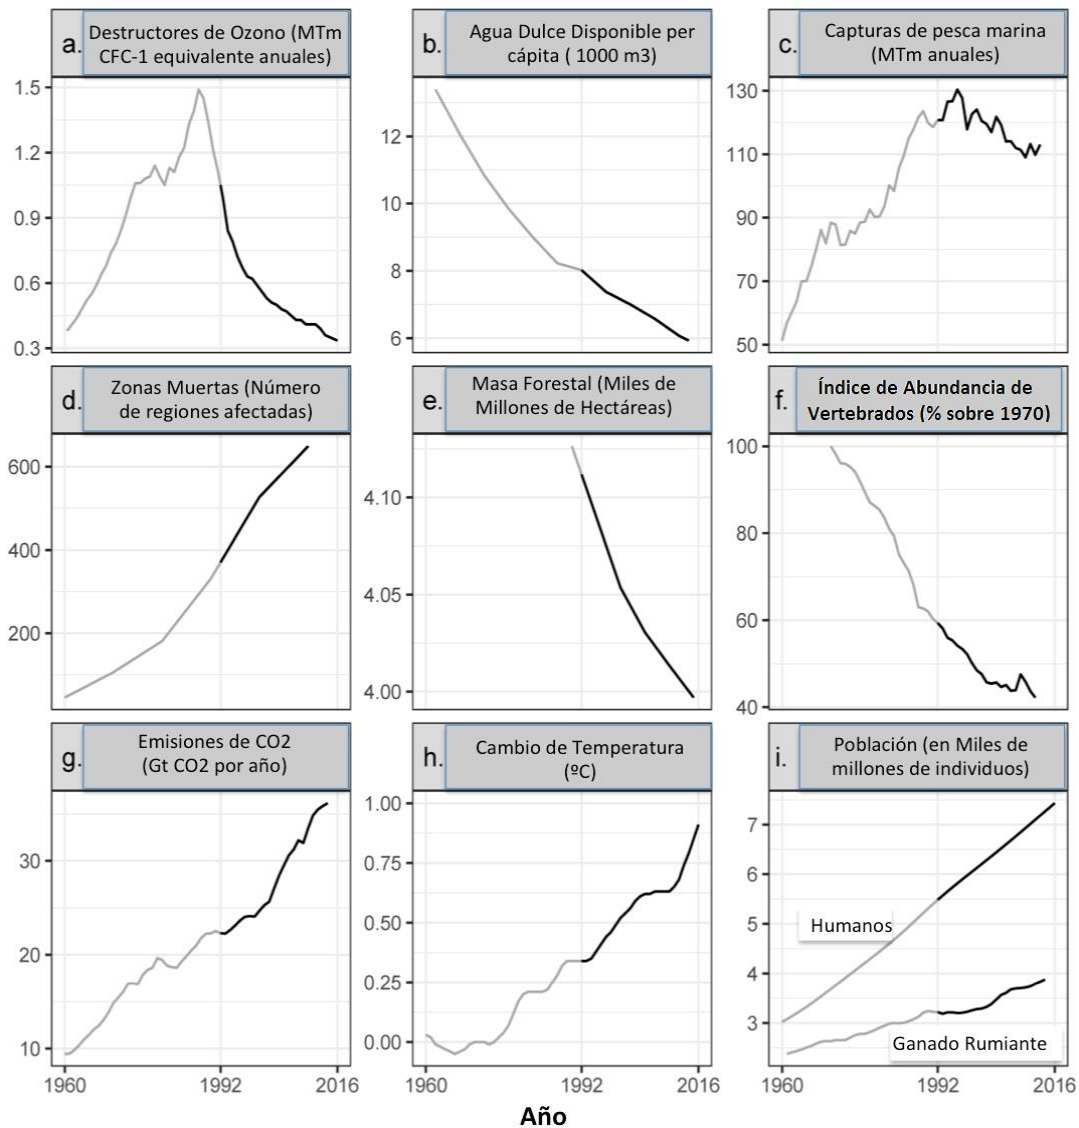 a.
Destructores de Ozono (MTm
CFC-1 equivalente anuales)
b.
Agua Dulce Disponible per
cápita ( 1000 m3)
c.
Capturas de pesca marina
(MTm anuales)
1.5
1.2
0.9
0.6
0.3
12
10
8
6
130
110
90
70
50
d.
Zonas Muertas (Número
de regiones afectadas)
e.
Masa Forestal (Miles de
Millones de Hectáreas)
f.
Índice de Abundancia de
Vertebrados (% sobre 1970)
600
400
200
4.10
4.05
4.00
100
80
60
40
g.
Emisiones de CO2
(Gt CO2 por año)
h.
Cambio de Temperatura
(ºC)
i.
Población (en Miles de
millones de individuos)
30
20
10
1.00
0.75
0.50
0.25
0.00
7
6
5
4
3
Humanos
Ganado Rumiante
1960 1992 2016
1960 1992 2016
1960 1992 2016
Año